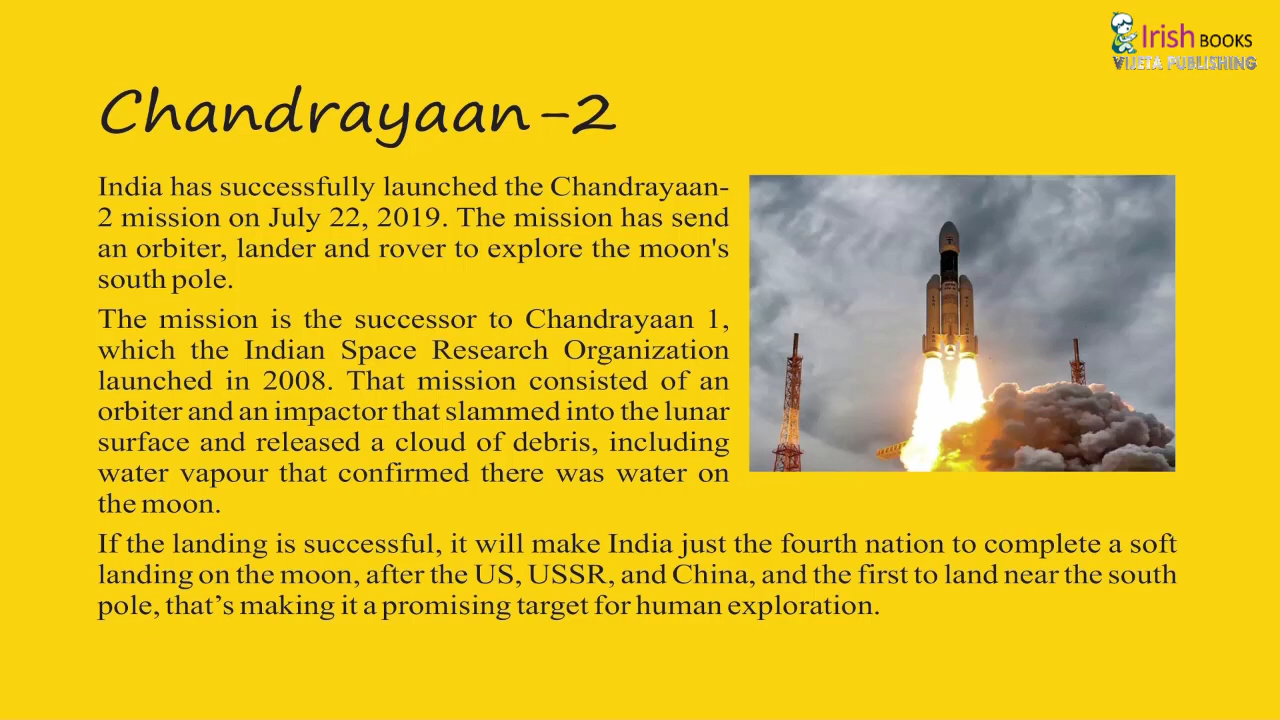 Irish BOOKS
VIJETA PUBLISHING
Chandrayaan-2
India has successfully launched the Chandrayaan-
2 mission on July 22, 2019. The mission has send
an orbiter, lander and rover to explore the moon's
south pole.
The mission is the successor to Chandrayaan 1,
which the Indian Space Research Organization
launched in 2008. That mission consisted of an
orbiter and an impactor that slammed into the lunar
surface and released a cloud of debris, including
water vapour that confirmed there was water on
the moon.
If the landing is successful, it will make India just the fourth nation to complete a soft
landing on the moon, after the US, USSR, and China, and the first to land near the south
pole, that’s making it a promising target for human exploration.